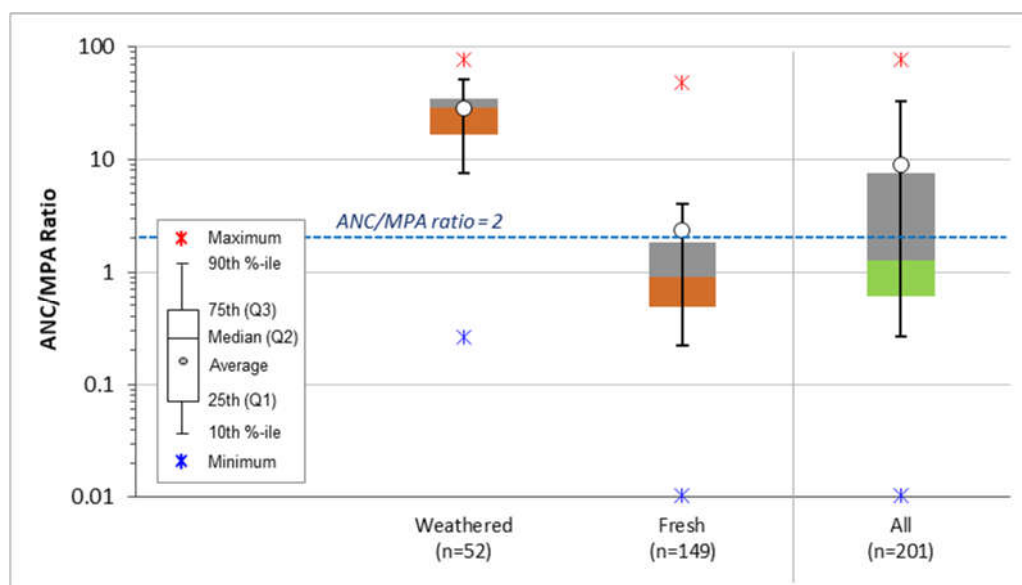 100
10
1
0.1
0.01
ANC/MPA Ratio
ANC/MPA ratio = 2
Maximum
90th %-ile
75th (Q3)
Median (Q2)
Average
25th (Q1)
10th %-ile
Minimum
Weathered
(n=52)
Fresh
(n=149)
All
(n=201)